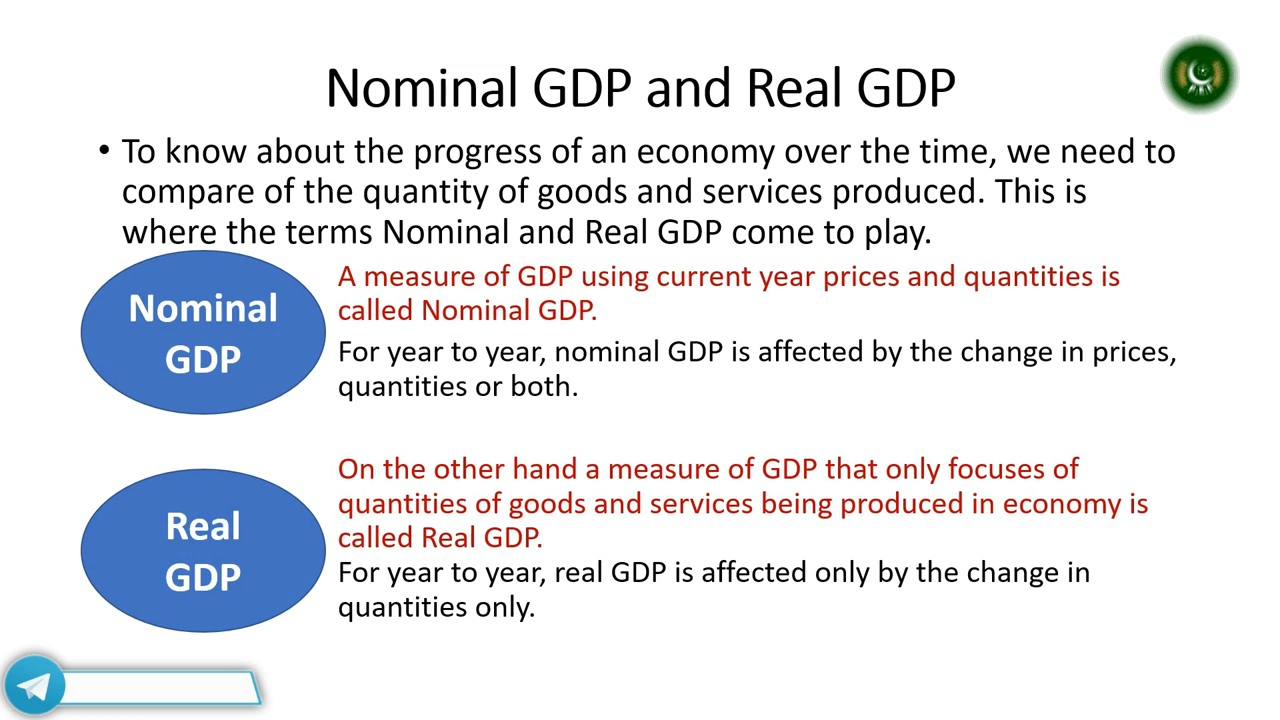 Nominal GDP and Real GDP
• To know about the progress of an economy over the time, we need to
compare of the quantity of goods and services produced. This is
where the terms Nominal and Real GDP come to play.
Nominal
GDP
A measure of GDP using current year prices and quantities is
called Nominal GDP.
For year to year, nominal GDP is affected by the change in prices,
quantities or both.
Real
GDP
On the other hand a measure of GDP that only focuses of
quantities of goods and services being produced in economy is
called Real GDP.
For year to year, real GDP is affected only by the change in
quantities only.